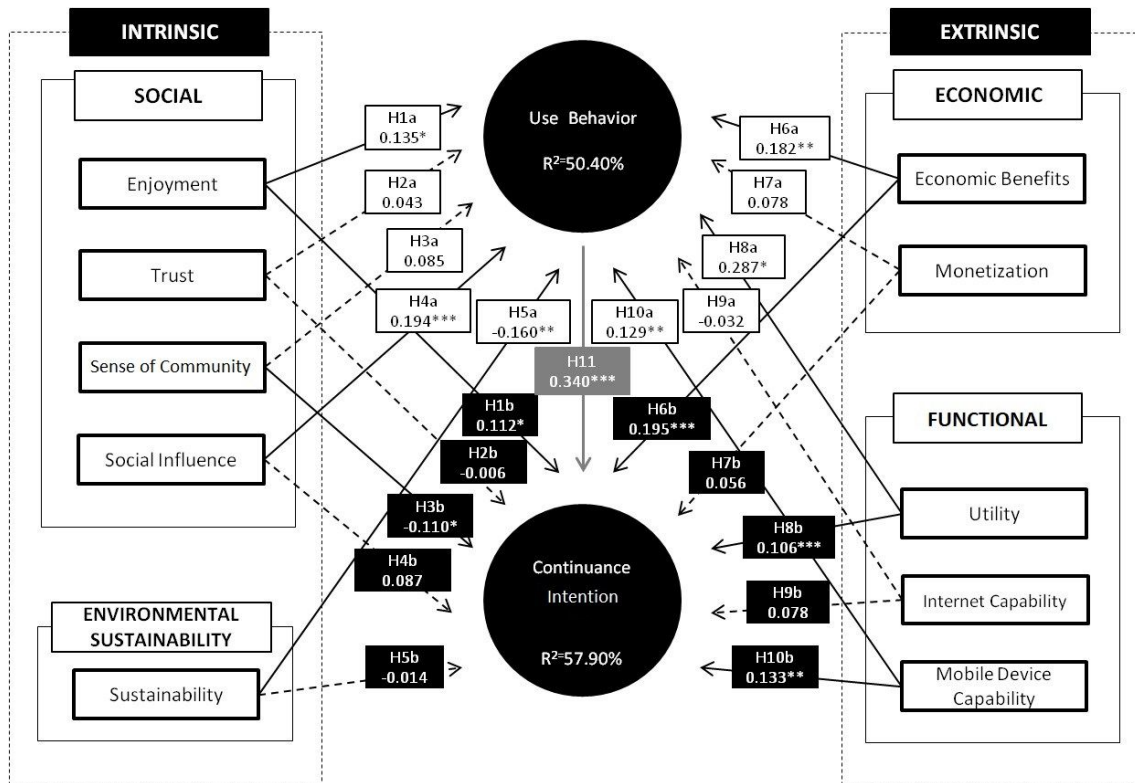 INTRINSIC
SOCIAL
Enjoyment
Trust
Sense of Community
Social Influence
ENVIRONMENTAL
SUSTAINABILITY
Sustainability
H1a
0.135*
H2a
0.043
H3a
0.085
H4a
0.194***
H5a
-0.160**
Use Behavior
R²=50.40%
H11
0.340***
H10a
0.129**
H9a
-0.032
H8a
0.287*
H7a
0.078
H6a
0.182**
H1b
0.112*
H2b
-0.006
H3b
-0.110*
H4b
0.087
H5b
-0.014
Continuance
Intention
R²=57.90%
H6b
0.195***
H7b
0.056
H8b
0.106***
H9b
0.078
H10b
0.133**
EXTRINSIC
ECONOMIC
Economic Benefits
Monetization
FUNCTIONAL
Utility
Internet Capability
Mobile Device
Capability